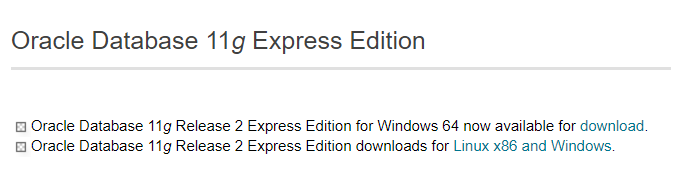 Oracle Database 11g Express Edition
Oracle Database 11g Release 2 Express Edition for Windows 64 now available for download.
Oracle Database 11g Release 2 Express Edition downloads for Linux x86 and Windows.